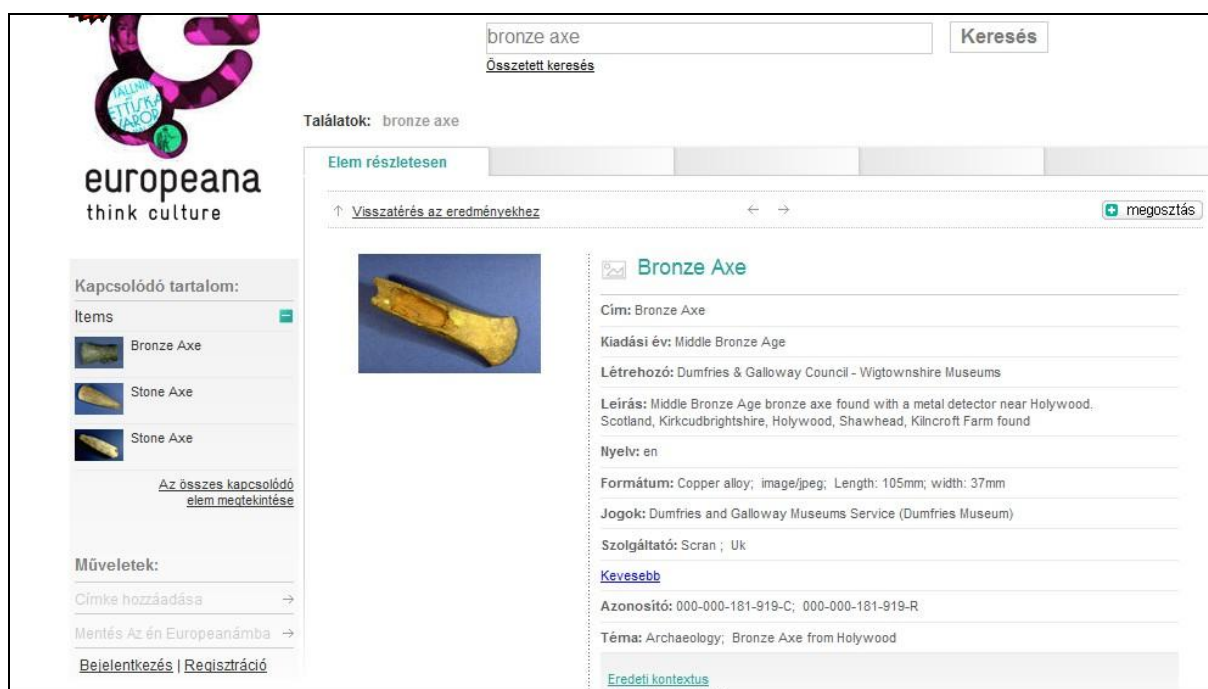 bronze axe
Keresés
Összetett keresés
TALLINN
ETTISKA
europeana
think culture
Találatok: bronze axe
Elem részletesen
↑ Visszatérés az eredményekhez
← →
megosztás
Kapcsolódó tartalom:
Items
Bronze Axe
Stone Axe
Stone Axe
Az összes kapcsolódó
elem megtekintése
Műveletek:
Címke hozzáadása →
Mentés Az én Europeanámba →
Bejelentkezés | Regisztráció
Bronze Axe
Cím: Bronze Axe
Kiadási év: Middle Bronze Age
Létrehozó: Dumfries & Galloway Council - Wigtownshire Museums
Leírás: Middle Bronze Age bronze axe found with a metal detector near Holywood.
Scotland, Kirkcudbrightshire, Holywood, Shawhead, Kilncroft Farm found
Nyelv: en
Formátum: Copper alloy; image/jpeg; Length: 105mm; width: 37mm
Jogok: Dumfries and Galloway Museums Service (Dumfries Museum)
Szolgáltató: Scran ; Uk
Kevesebb
Azonosító: 000-000-181-919-C; 000-000-181-919-R
Téma: Archaeology; Bronze Axe from Holywood
Eredeti kontextus